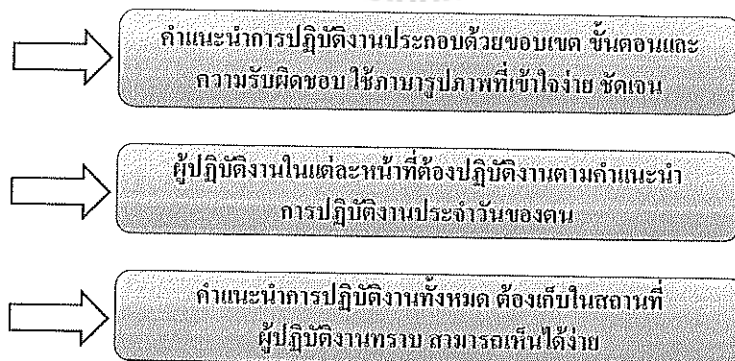 คำแนะนำการปฏิบัติงานประกอบด้วยขอบเขต ขั้นตอนและ
ความรับผิดชอบ ใช้ภาษารูปภาพที่เข้าใจง่าย ชัดเจน
ผู้ปฏิบัติงานในแต่ละหน้าที่ต้องปฏิบัติงานตามคำแนะนำ
การปฏิบัติงานประจำวันของตน
คำแนะนำการปฏิบัติงานทั้งหมด ต้องเก็บในสถานที่
ผู้ปฏิบัติงานทราบ สามารถเห็นได้ง่าย